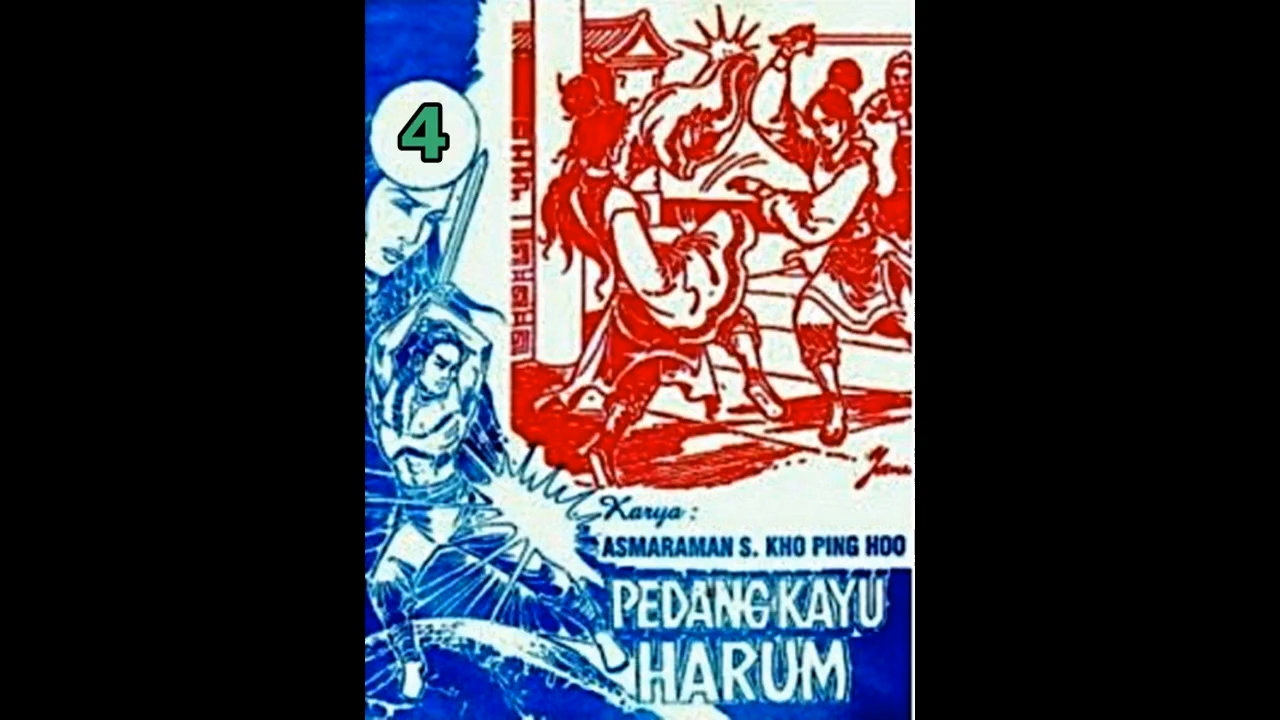 4
Karya :
ASMARAMAN S. KHO PING HOO
PEDANG KAYU
HARUM